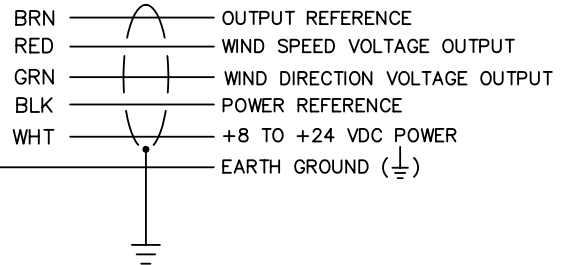 BRN OUTPUT REFERENCE
RED WIND SPEED VOLTAGE OUTPUT
GRN WIND DIRECTION VOLTAGE OUTPUT
BLK POWER REFERENCE
WHT +8 TO +24 VDC POWER
EARTH GROUND (⏚)